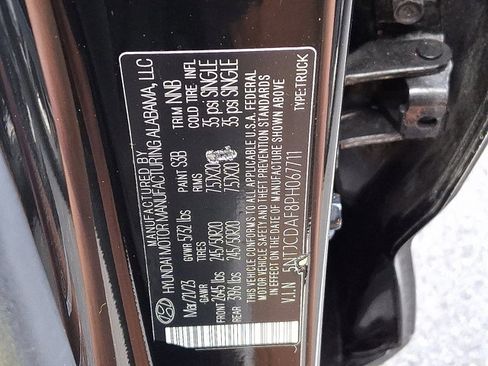 MANUFACTURED BY
HYUNDAI MOTOR MANUFACTURING ALABAMA, LLC
Mar/21/23 GVWR 5732 lbs PAINT S3B TRIM NNB
GAWR TIRES COLD TIRE INFL
FRONT 2645 lbs 245/50R20 7.5JX20 35 psi SINGLE
REAR 3196 lbs 245/50R20 7.5JX20 35 psi SINGLE
THIS VEHICLE CONFORMS TO ALL APPLICABLE U.S.A. FEDERAL
MOTOR VEHICLE SAFETY AND THEFT PREVENTION STANDARDS
IN EFFECT ON THE DATE OF MANUFACTURE SHOWN ABOVE
V.I.N 5NTJCDAF8PH067711 TYPE:TRUCK